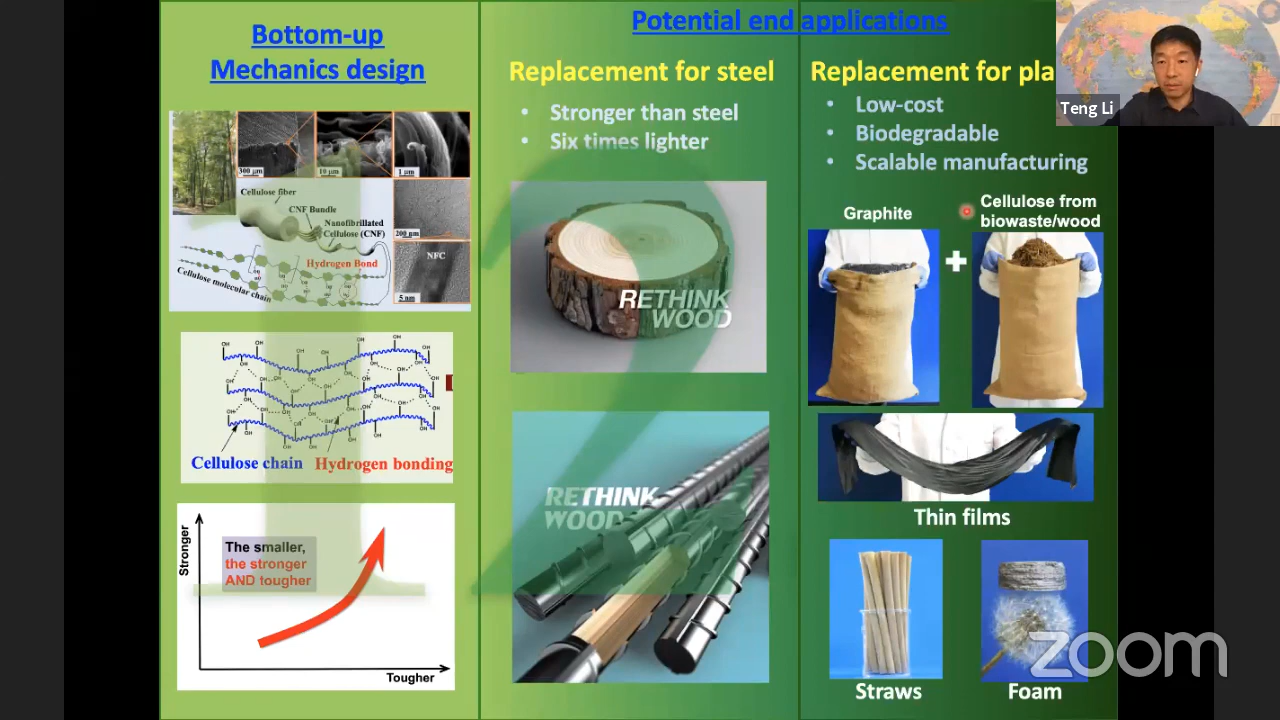 Bottom-up
Mechanics design
300 μm
10 μm
1 μm
Cellulose fiber
CNF Bundle
Nanofibrillated
Cellulose (CNF)
200 μm
Hydrogen Bond
NFC
Cellulose molecular chain
5 nm
OH
Cellulose chain
Hydrogen bonding
Stronger
The smaller,
the stronger
AND tougher
Tougher
Potential end applications
Replacement for steel
• Stronger than steel
• Six times lighter
RETHINK
WOOD
RETHINK
WOOD
Replacement for pla
• Low-cost
• Biodegradable
• Scalable manufacturing
Graphite
+
Cellulose from
biowaste/wood
Thin films
Straws
Foam
Teng Li
zoom